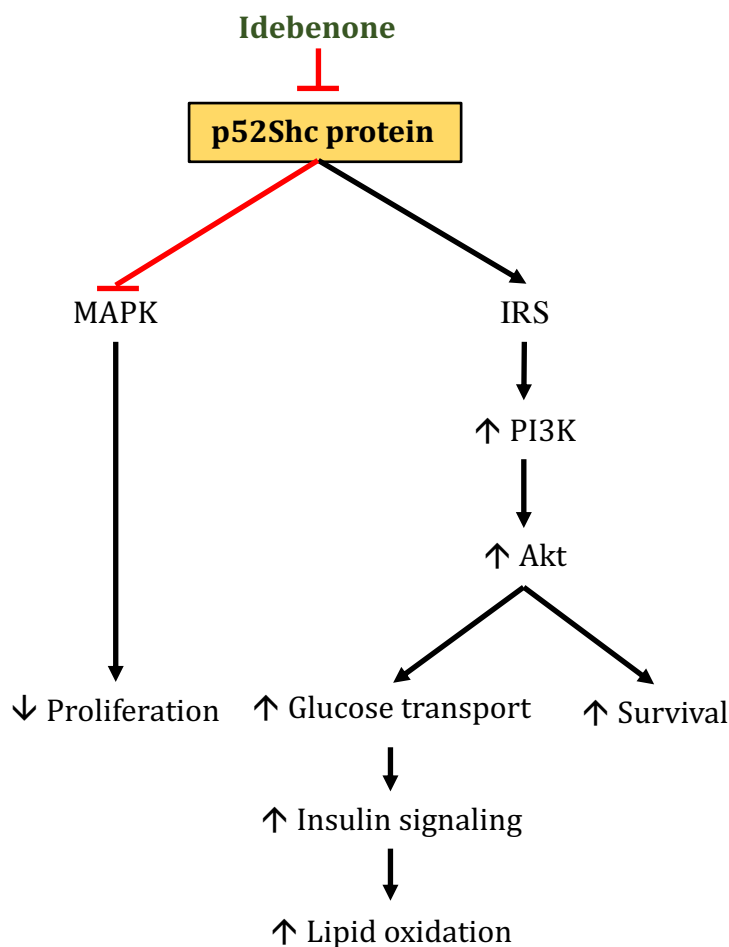 Idebenone
p52Shc protein
MAPK
IRS
↑ PI3K
↑ Akt
↓ Proliferation
↑ Glucose transport
↑ Survival
↑ Insulin signaling
↑ Lipid oxidation